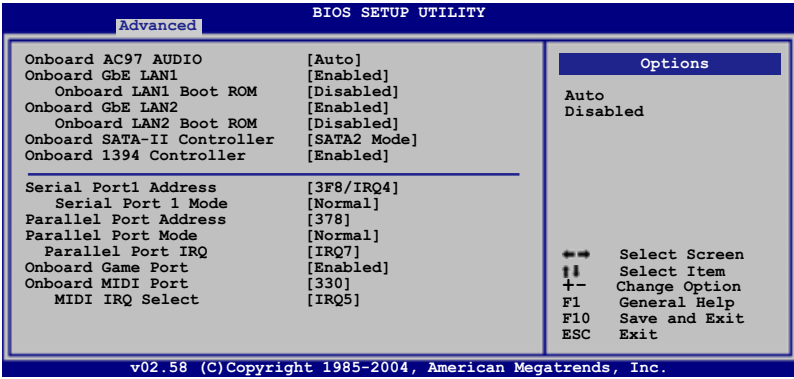 BIOS SETUP UTILITY
Advanced
Onboard AC97 AUDIO [Auto]
Onboard GbE LAN1 [Enabled]
Onboard LAN1 Boot ROM [Disabled]
Onboard GbE LAN2 [Enabled]
Onboard LAN2 Boot ROM [Disabled]
Onboard SATA-II Controller [SATA2 Mode]
Onboard 1394 Controller [Enabled]
Serial Port1 Address [3F8/IRQ4]
Serial Port 1 Mode [Normal]
Parallel Port Address [378]
Parallel Port Mode [Normal]
Parallel Port IRQ [IRQ7]
Onboard Game Port [Enabled]
Onboard MIDI Port [330]
MIDI IRQ Select [IRQ5]
Options
Auto
Disabled
←→ Select Screen
↑↓ Select Item
+- Change Option
F1 General Help
F10 Save and Exit
ESC Exit
v02.58 (C)Copyright 1985-2004, American Megatrends, Inc.